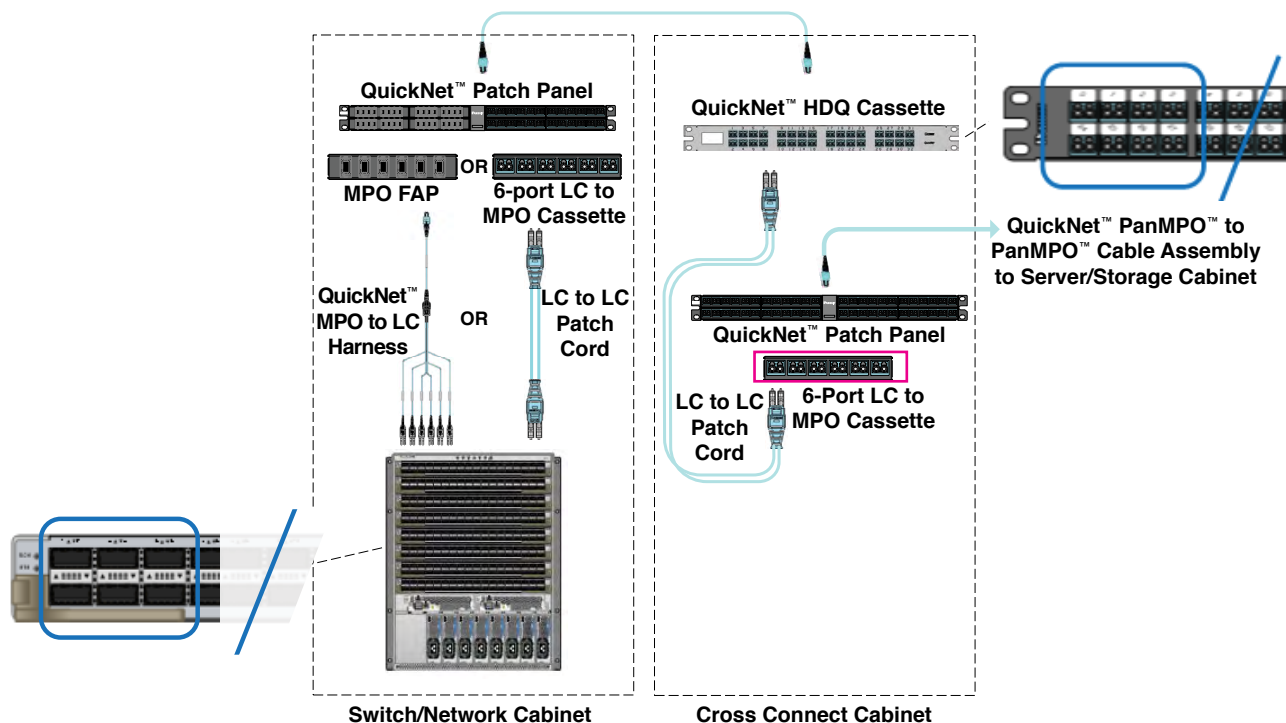 QuickNet™ Patch Panel
MPO FAP
OR
6-port LC to
MPO Cassette
QuickNet™
MPO to LC
Harness
OR
LC to LC
Patch
Cord
Switch/Network Cabinet
QuickNet™ HDQ Cassette
QuickNet™ PanMPO™ to
PanMPO™ Cable Assembly
to Server/Storage Cabinet
QuickNet™ Patch Panel
LC to LC
Patch
Cord
6-Port LC to
MPO Cassette
Cross Connect Cabinet